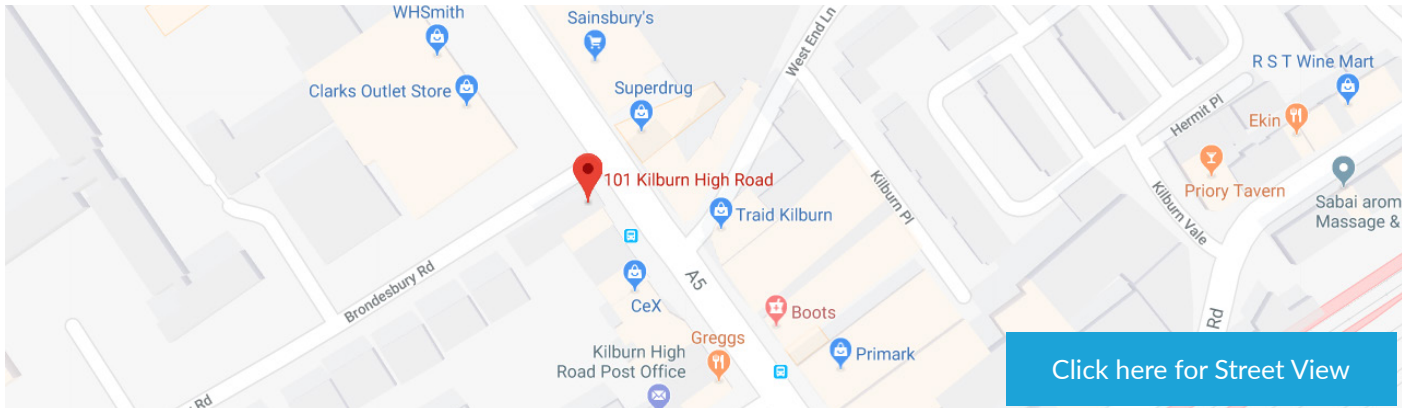 WHSmith
Sainsbury's
West End Ln
Clarks Outlet Store
Superdrug
R S T Wine Mart
Hermit Pl
Ekin
101 Kilburn High Road
Priory Tavern
Kilburn Pl
Traid Kilburn
Kilburn Vale
Sabai arom
Massage &
Brondesbury Rd
A5
CeX
Boots
Rd
Greggs
Kilburn High
Road Post Office
Primark
Click here for Street View
Rd